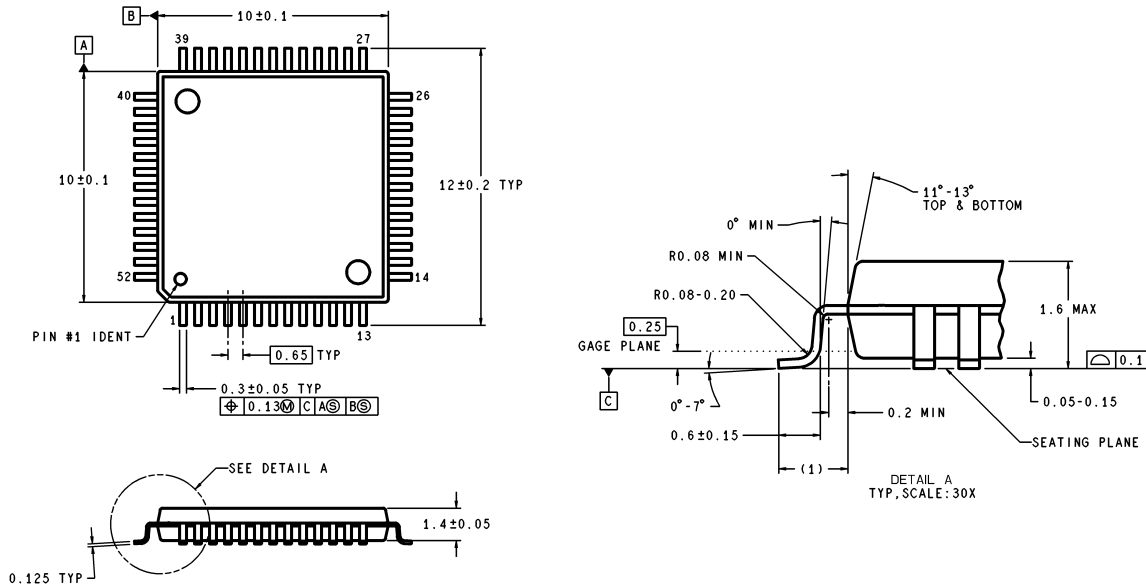 B
10±0.1
39
27
A
40
26
10±0.1
12±0.2 TYP
52
14
1
13
PIN #1 IDENT
0.65 TYP
0.3±0.05 TYP
⌖ 0.13Ⓜ C AⓈ BⓈ
SEE DETAIL A
1.4±0.05
0.125 TYP
11°-13°
TOP & BOTTOM
0° MIN
R0.08 MIN
R0.08-0.20
0.25
GAGE PLANE
1.6 MAX
⌓ 0.1
C
0°-7°
0.2 MIN
0.05-0.15
0.6±0.15
SEATING PLANE
(1)
DETAIL A
TYP,SCALE:30X